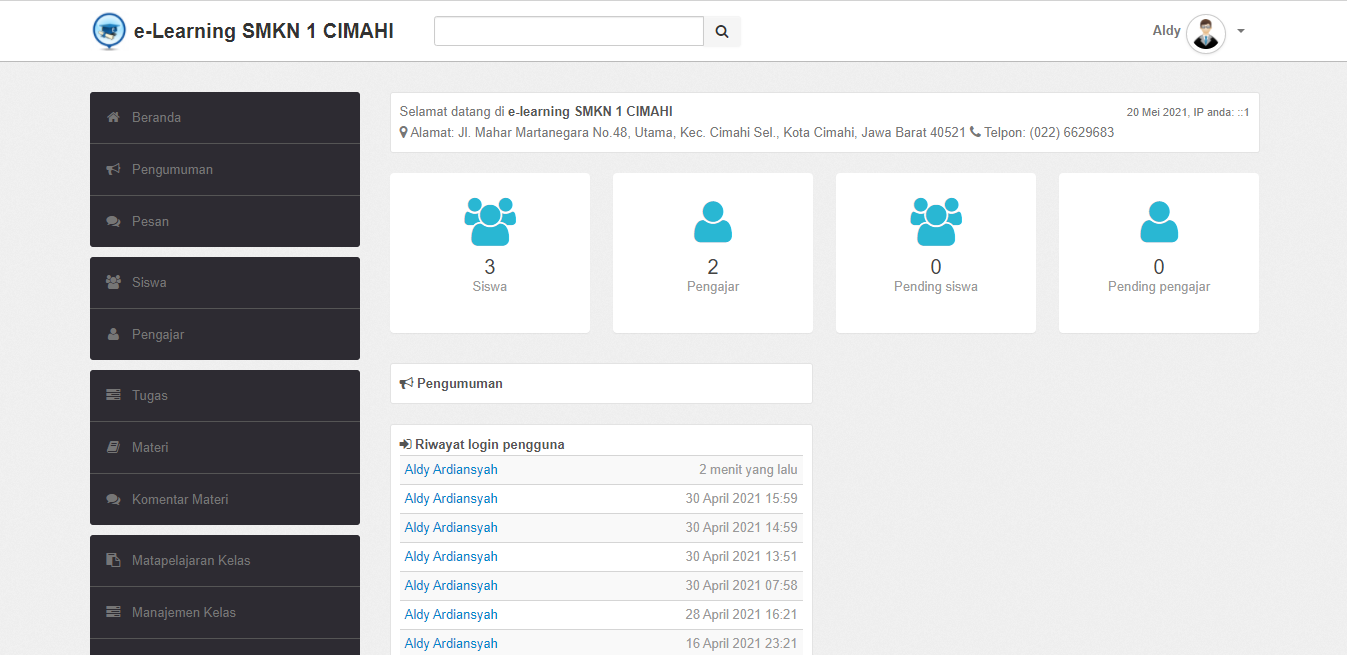 e-Learning SMKN 1 CIMAHI
Aldy
Beranda
Pengumuman
Pesan
Siswa
Pengajar
Tugas
Materi
Komentar Materi
Matapelajaran Kelas
Manajemen Kelas
Selamat datang di e-learning SMKN 1 CIMAHI
20 Mei 2021, IP anda: ::1
Alamat: Jl. Mahar Martanegara No.48, Utama, Kec. Cimahi Sel., Kota Cimahi, Jawa Barat 40521 Telpon: (022) 6629683
3
Siswa
2
Pengajar
0
Pending siswa
0
Pending pengajar
Pengumuman
Riwayat login pengguna
Aldy Ardiansyah 2 menit yang lalu
Aldy Ardiansyah 30 April 2021 15:59
Aldy Ardiansyah 30 April 2021 14:59
Aldy Ardiansyah 30 April 2021 13:51
Aldy Ardiansyah 30 April 2021 07:58
Aldy Ardiansyah 28 April 2021 16:21
Aldy Ardiansyah 16 April 2021 23:21